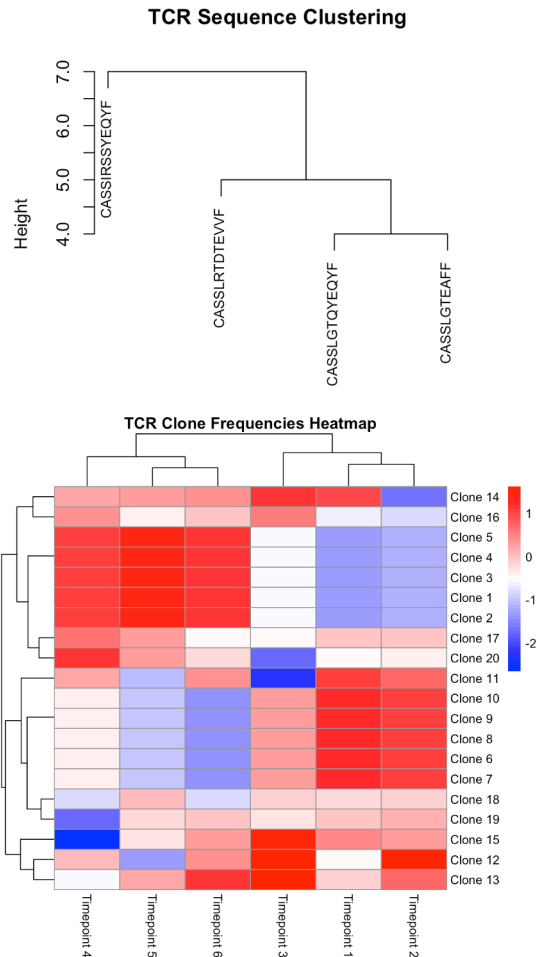 TCR Sequence Clustering
Height
7.0
6.0
5.0
4.0
CASSIRSSYEQYF
CASSLRTDTEVVF
CASSLGTQYEQYF
CASSLGTEAFF
TCR Clone Frequencies Heatmap
Clone 14
Clone 16
Clone 5
Clone 4
Clone 3
Clone 1
Clone 2
Clone 17
Clone 20
Clone 11
Clone 10
Clone 9
Clone 8
Clone 6
Clone 7
Clone 18
Clone 19
Clone 15
Clone 12
Clone 13
1
0
-1
-2
Timepoint 4
Timepoint 5
Timepoint 6
Timepoint 3
Timepoint 1
Timepoint 2